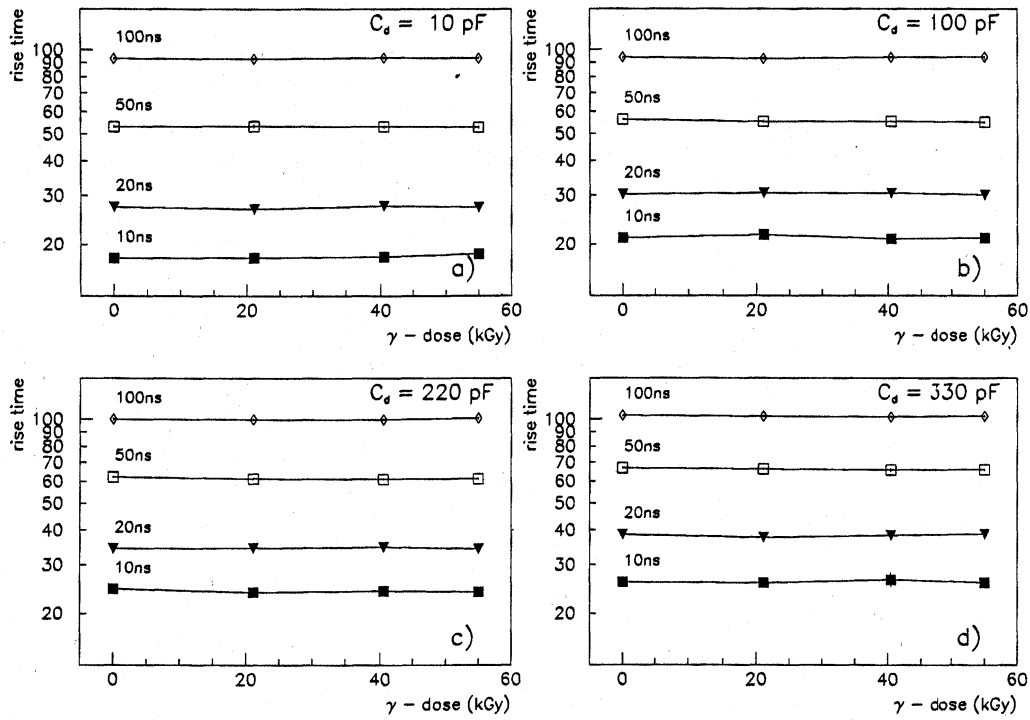 rise time
C_d = 10 pF
100
90
80
70
60
50
40
30
20
100ns
50ns
20ns
10ns
a)
0
20
40
60
γ - dose (kGy)
rise time
C_d = 100 pF
100
90
80
70
60
50
40
30
20
100ns
50ns
20ns
10ns
b)
0
20
40
60
γ - dose (kGy)
rise time
C_d = 220 pF
100
90
80
70
60
50
40
30
20
100ns
50ns
20ns
10ns
c)
0
20
40
60
γ - dose (kGy)
rise time
C_d = 330 pF
100
90
80
70
60
50
40
30
20
100ns
50ns
20ns
10ns
d)
0
20
40
60
γ - dose (kGy)